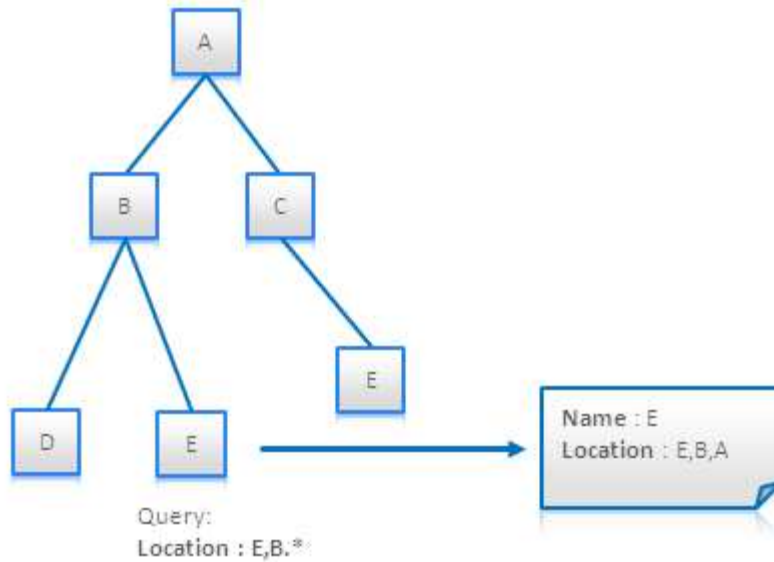 A
B
C
E
D
E
Name : E
Location : E,B,A
Query:
Location : E,B.*